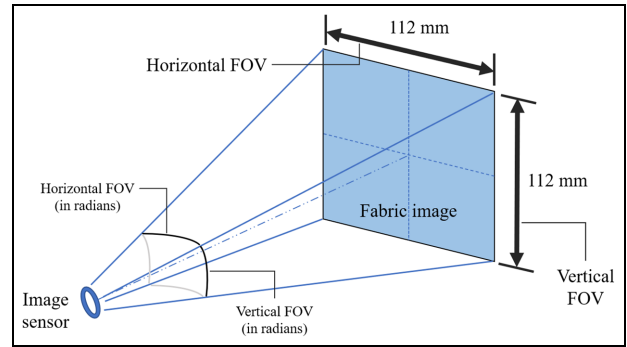 112 mm
Horizontal FOV
Horizontal FOV
(in radians)
112 mm
Fabric image
Vertical
FOV
Image
sensor
Vertical FOV
(in radians)